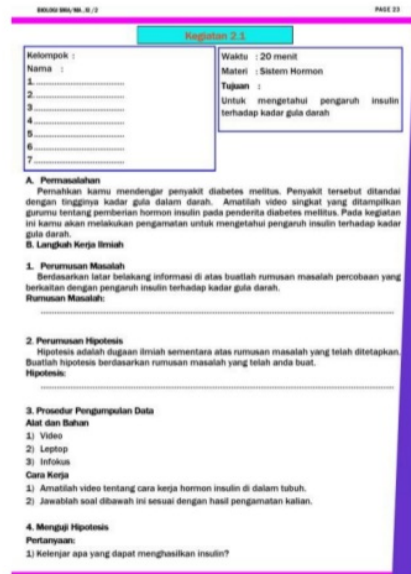 BIOLOGI SMA/MA , XI /2
PAGE 23
Kegiatan 2.1
Kelompok :
Nama :
1. ..............................
2. ..............................
3. ..............................
4. ..............................
5. ..............................
6. ..............................
7. ..............................
Waktu : 20 menit
Materi : Sistem Hormon
Tujuan :
Untuk mengetahui pengaruh insulin
terhadap kadar gula darah
A. Permasalahan
Pernahkan kamu mendengar penyakit diabetes melitus. Penyakit tersebut ditandai
dengan tingginya kadar gula dalam darah. Amatilah video singkat yang ditampilkan
gurumu tentang pemberian hormon insulin pada penderita diabetes mellitus. Pada kegiatan
ini kamu akan melakukan pengamatan untuk mengetahui pengaruh insulin terhadap kadar
gula darah.
B. Langkah Kerja Ilmiah
1. Perumusan Masalah
Berdasarkan latar belakang informasi di atas buatlah rumusan masalah percobaan yang
berkaitan dengan pengaruh insulin terhadap kadar gula darah.
Rumusan Masalah:
............................................................
2. Perumusan Hipotesis
Hipotesis adalah dugaan ilmiah sementara atas rumusan masalah yang telah ditetapkan.
Buatlah hipotesis berdasarkan rumusan masalah yang telah anda buat.
Hipotesis:
............................................................
3. Prosedur Pengumpulan Data
Alat dan Bahan
1) Video
2) Leptop
3) Infokus
Cara Kerja
1) Amatilah video tentang cara kerja hormon insulin di dalam tubuh.
2) Jawablah soal dibawah ini sesuai dengan hasil pengamatan kalian.
4. Menguji Hipotesis
Pertanyaan:
1) Kelenjar apa yang dapat menghasilkan insulin?